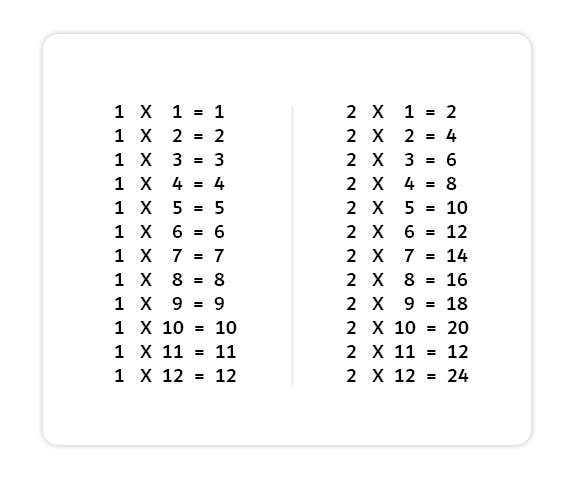 1 X 1 = 1
1 X 2 = 2
1 X 3 = 3
1 X 4 = 4
1 X 5 = 5
1 X 6 = 6
1 X 7 = 7
1 X 8 = 8
1 X 9 = 9
1 X 10 = 10
1 X 11 = 11
1 X 12 = 12
2 X 1 = 2
2 X 2 = 4
2 X 3 = 6
2 X 4 = 8
2 X 5 = 10
2 X 6 = 12
2 X 7 = 14
2 X 8 = 16
2 X 9 = 18
2 X 10 = 20
2 X 11 = 12
2 X 12 = 24